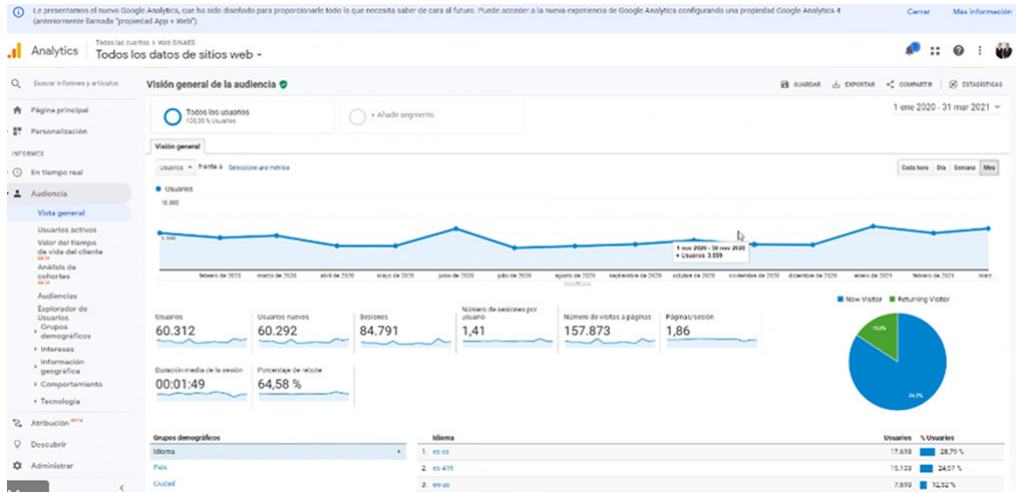 Le presentamos el nuevo Google Analytics, que ha sido diseñado para proporcionarle todo lo que necesita saber de cara al futuro. Puede acceder a la nueva experiencia de Google Analytics configurando una propiedad Google Analytics 4
(anteriormente llamada "propiedad App + Web").
Cerrar
Más información
Analytics
Todas las cuentas > Web BINAES
Todos los datos de sitios web
Buscar informes y artículos
Página principal
Personalización
INFORMES
En tiempo real
Audiencia
Vista general
Usuarios activos
Valor del tiempo
de vida del cliente
BETA
Análisis de
cohortes
BETA
Audiencias
Explorador de
Usuarios
Grupos
demográficos
Intereses
Información
geográfica
Comportamiento
Tecnología
Atribución BETA
Descubrir
Administrar
Visión general de la audiencia
GUARDAR
EXPORTAR
COMPARTIR
ESTADÍSTICAS
Todos los usuarios
100,00 % Usuarios
+ Añadir segmento
1 ene 2020 - 31 mar 2021
Visión general
Usuarios
frente a
Seleccione una métrica
Cada hora
Día
Semana
Mes
Usuarios
10.000
5.000
1 nov 2020 - 30 nov 2020
Usuarios
febrero de 2020
marzo de 2020
abril de 2020
mayo de 2020
junio de 2020
julio de 2020
agosto de 2020
septiembre de 2020
octubre de 2020
noviembre de 2020
diciembre de 2020
enero de 2021
febrero de 2021
New Visitor
Returning Visitor
Usuarios
60.312
Usuarios nuevos
60.292
Sesiones
84.791
Número de sesiones por
usuario
1,41
Número de visitas a páginas
157.873
Páginas/sesión
1,86
Duración media de la sesión
00:01:49
Porcentaje de rebote
64,58 %
Grupos demográficos
Idioma
País
Ciudad
Idioma
Usuarios
% Usuarios
1. es-es
28,79 %
2. es-419
24,57 %
3. en-us
12,52 %